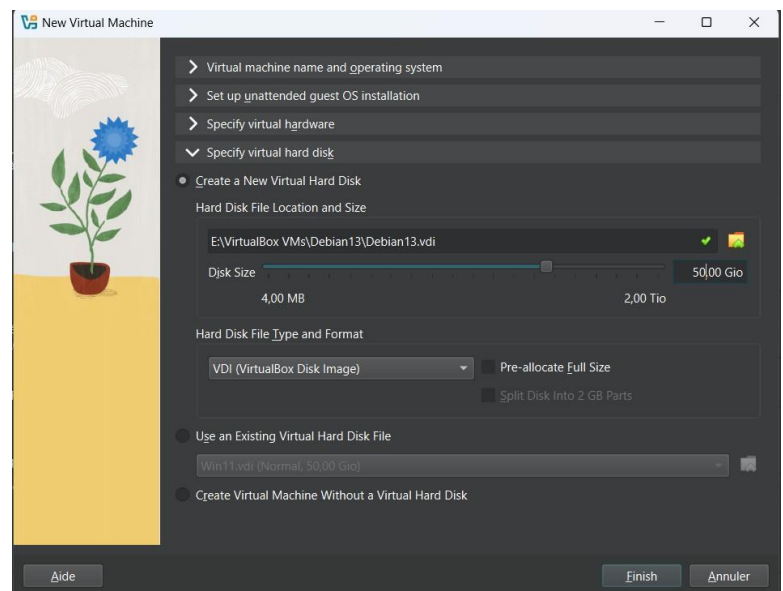 New Virtual Machine
Virtual machine name and operating system
Set up unattended guest OS installation
Specify virtual hardware
Specify virtual hard disk
Create a New Virtual Hard Disk
Hard Disk File Location and Size
E:\VirtualBox VMs\Debian13\Debian13.vdi
Disk Size 50,00 Gio
4,00 MB 2,00 Tio
Hard Disk File Type and Format
VDI (VirtualBox Disk Image) Pre-allocate Full Size
Split Disk Into 2 GB Parts
Use an Existing Virtual Hard Disk File
Win11.vdi (Normal, 50,00 Gio)
Create Virtual Machine Without a Virtual Hard Disk
Aide Finish Annuler